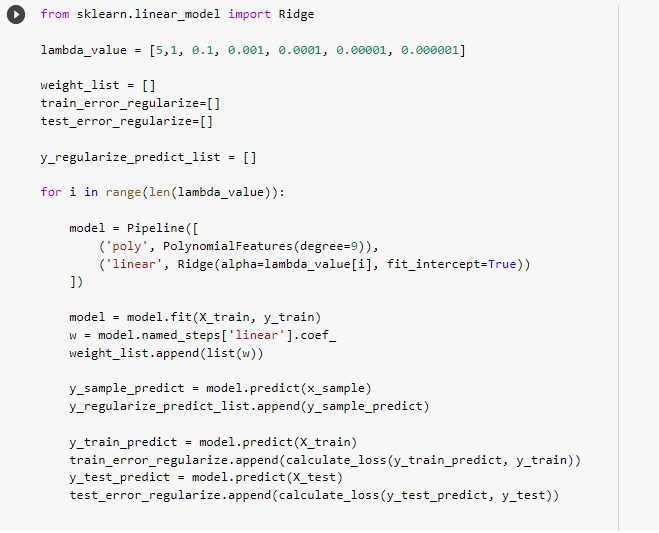 from sklearn.linear_model import Ridge
lambda_value = [5,1, 0.1, 0.001, 0.0001, 0.00001, 0.000001]
weight_list = []
train_error_regularize=[]
test_error_regularize=[]
y_regularize_predict_list = []
for i in range(len(lambda_value)):
    model = Pipeline([
        ('poly', PolynomialFeatures(degree=9)),
        ('linear', Ridge(alpha=lambda_value[i], fit_intercept=True))
    ])
    model = model.fit(X_train, y_train)
    w = model.named_steps['linear'].coef_
    weight_list.append(list(w))
    y_sample_predict = model.predict(x_sample)
    y_regularize_predict_list.append(y_sample_predict)
    y_train_predict = model.predict(X_train)
    train_error_regularize.append(calculate_loss(y_train_predict, y_train))
    y_test_predict = model.predict(X_test)
    test_error_regularize.append(calculate_loss(y_test_predict, y_test))